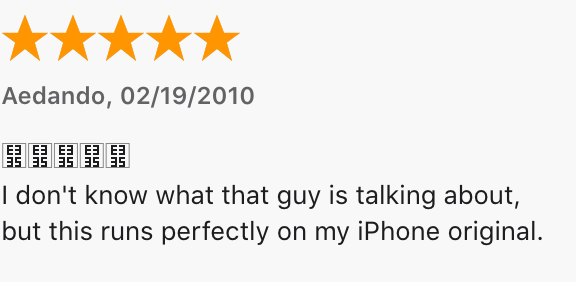 Aedando, 02/19/2010

I don't know what that guy is talking about,
but this runs perfectly on my iPhone original.